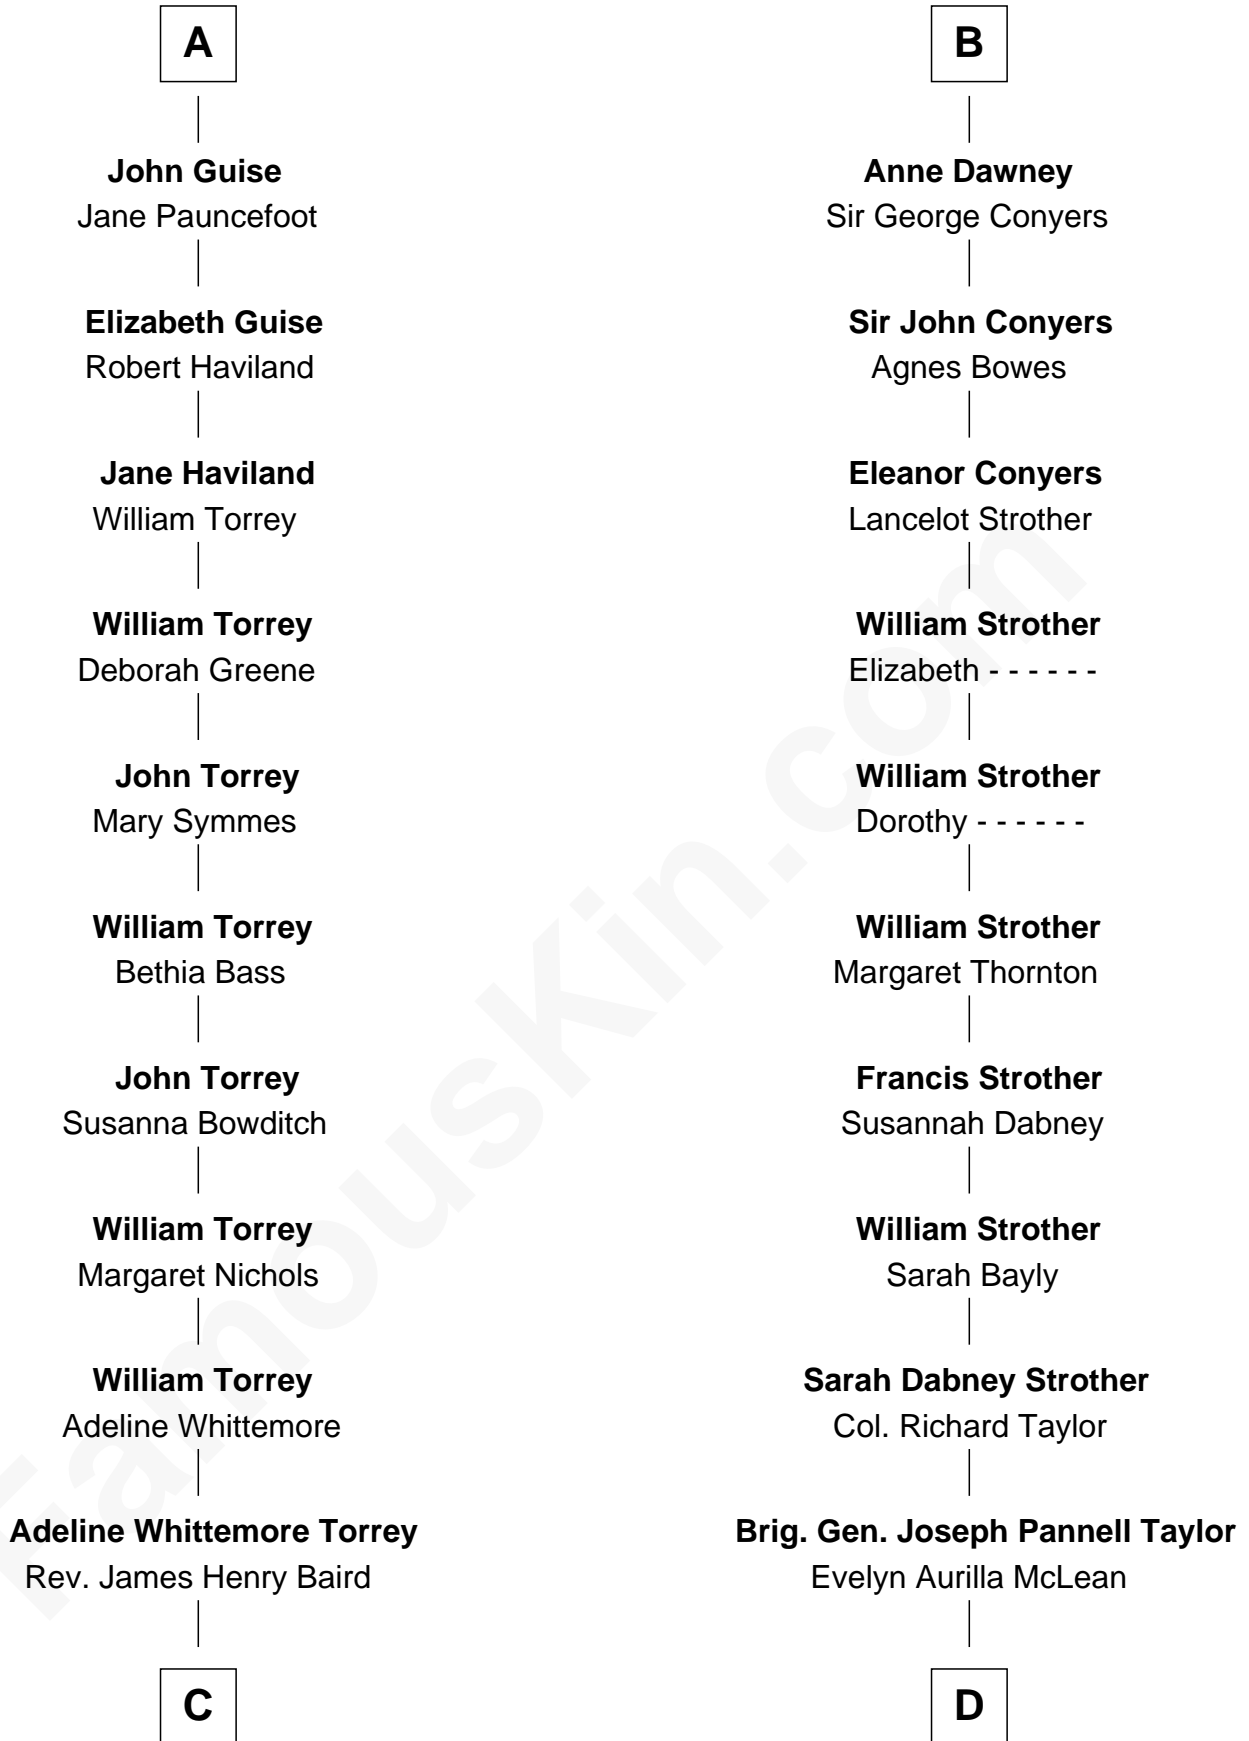 A
John Guise
Jane Pauncefoot
Elizabeth Guise
Robert Haviland
Jane Haviland
William Torrey
William Torrey
Deborah Greene
John Torrey
Mary Symmes
William Torrey
Bethia Bass
John Torrey
Susanna Bowditch
William Torrey
Margaret Nichols
William Torrey
Adeline Whittemore
Adeline Whittemore Torrey
Rev. James Henry Baird
C
B
Anne Dawney
Sir George Conyers
Sir John Conyers
Agnes Bowes
Eleanor Conyers
Lancelot Strother
William Strother
Elizabeth - - - - - -
William Strother
Dorothy - - - - - -
William Strother
Margaret Thornton
Francis Strother
Susannah Dabney
William Strother
Sarah Bayly
Sarah Dabney Strother
Col. Richard Taylor
Brig. Gen. Joseph Pannell Taylor
Evelyn Aurilla McLean
D
FamousKin.com